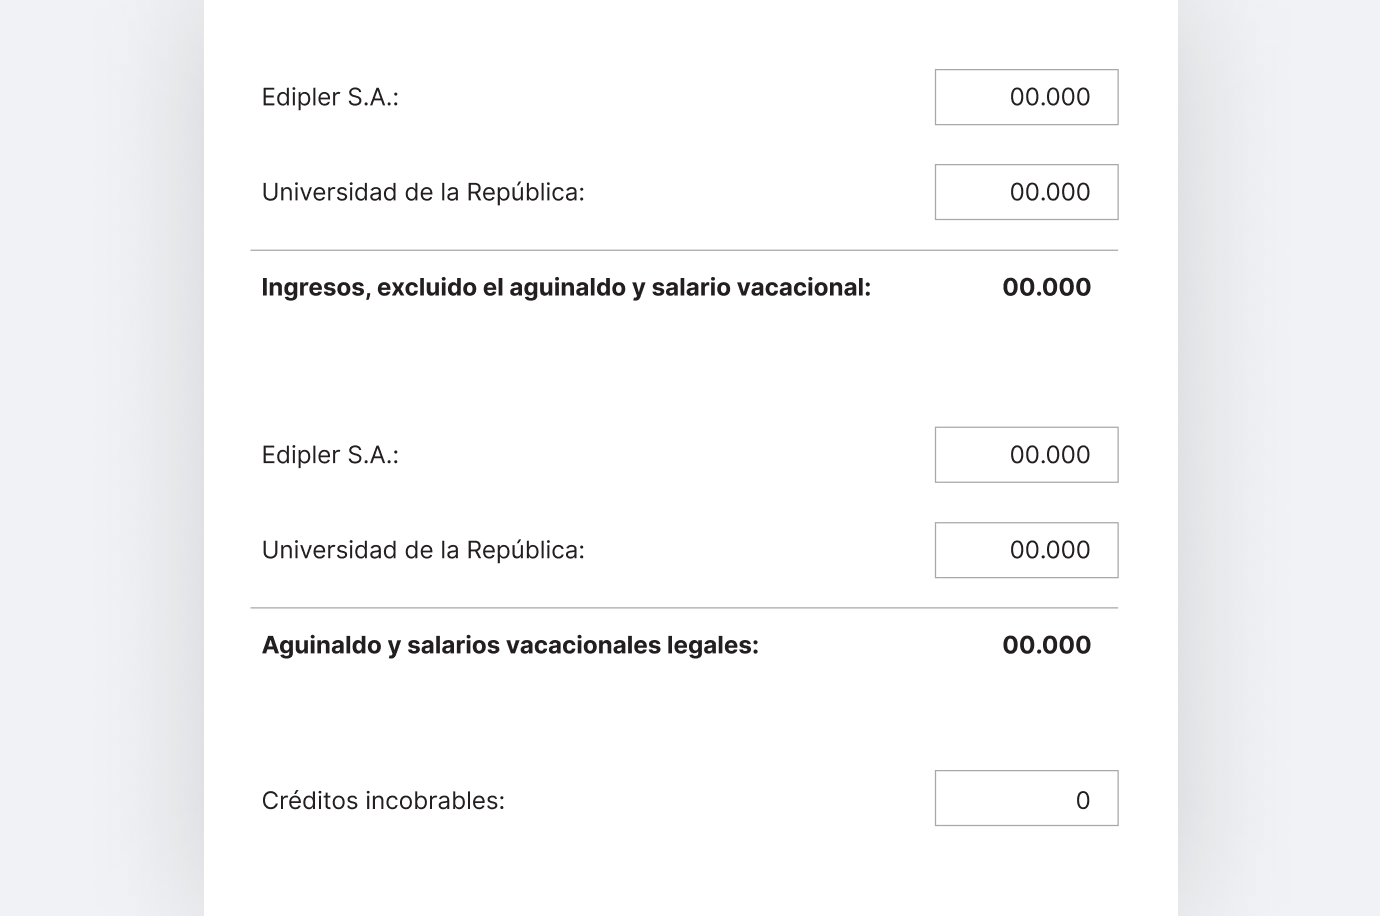 Edipler S.A.: 00.000
Universidad de la República: 00.000
Ingresos, excluido el aguinaldo y salario vacacional: 00.000
Edipler S.A.: 00.000
Universidad de la República: 00.000
Aguinaldo y salarios vacacionales legales: 00.000
Créditos incobrables: 0